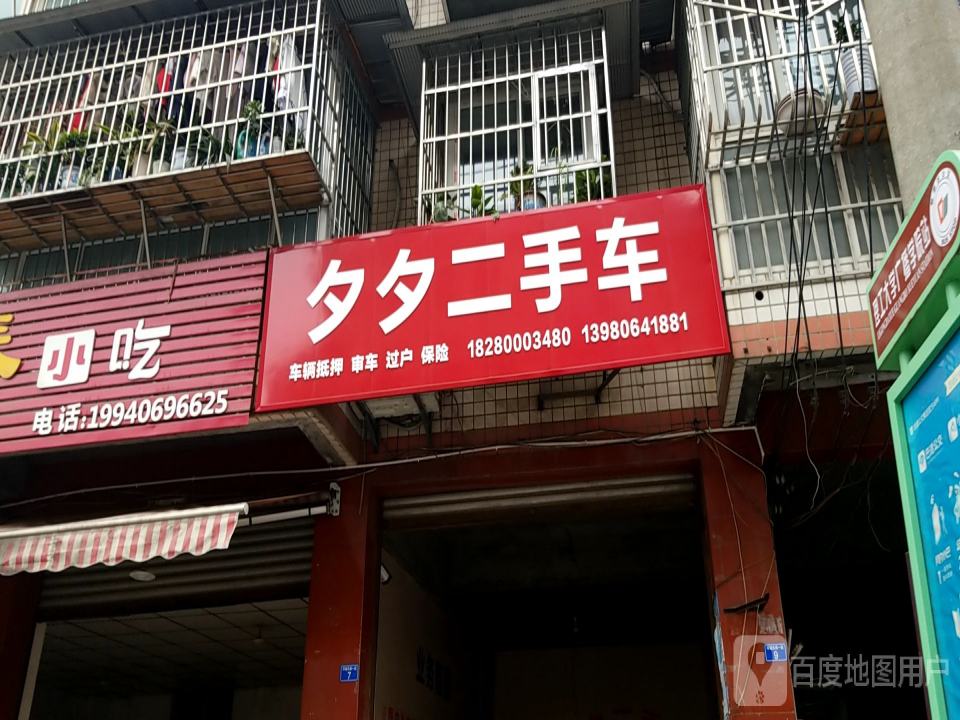 夕夕二手车
车辆抵押 审车 过户 保险 18280003480 13980641881
小吃
电话:19940696625
7
9
百度地图用户